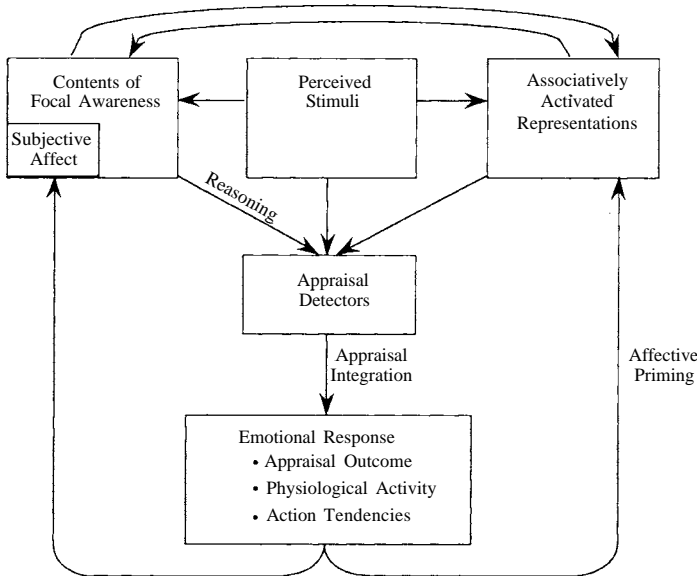 Contents of
Focal Awareness
Subjective
Affect
Perceived
Stimuli
Associatively
Activated
Representations
Reasoning
Appraisal
Detectors
Appraisal
Integration
Affective
Priming
Emotional Response
• Appraisal Outcome
• Physiological Activity
• Action Tendencies